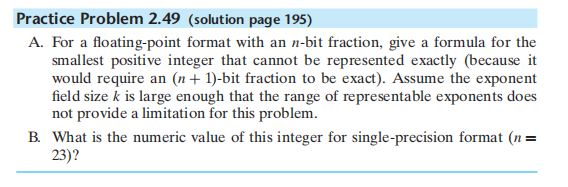 Practice Problem 2.49 (solution page 195)
A. For a floating-point format with an n-bit fraction, give a formula for the
smallest positive integer that cannot be represented exactly (because it
would require an (n + 1)-bit fraction to be exact). Assume the exponent
field size k is large enough that the range of representable exponents does
not provide a limitation for this problem.
B. What is the numeric value of this integer for single-precision format (n =
23)?